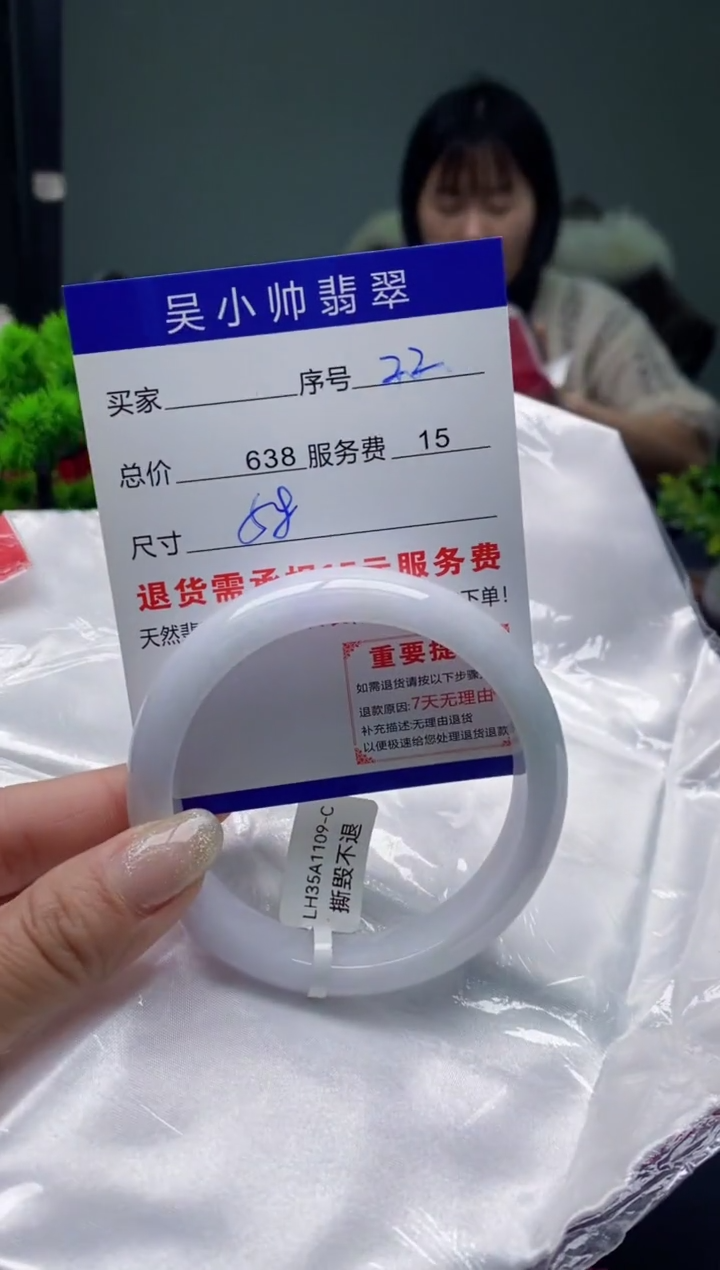 吴小帅翡翠
买家 序号 22
总价 638 服务费 15
尺寸 58
退货需承担15元服务费
天然 下单!
重要提
如需退货请按以下步骤
退款原因:7天无理由
补充描述:无理由退货
以便极速给您处理退货退款
LH35A1109-C
撕毁不退